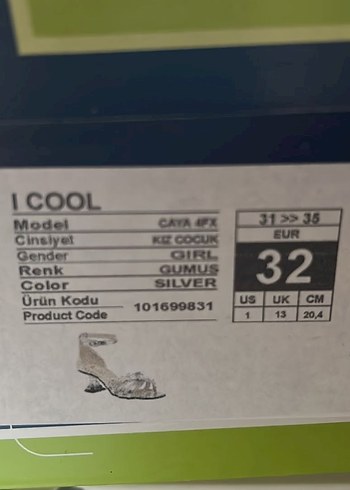 I COOL
Model CAYA 4FX
Cinsiyet KIZ COCUK
Gender GIRL
Renk GUMUS
Color SILVER
Ürün Kodu
Product Code 101699831
31 >> 35
EUR
32
US UK CM
1 13 20,4